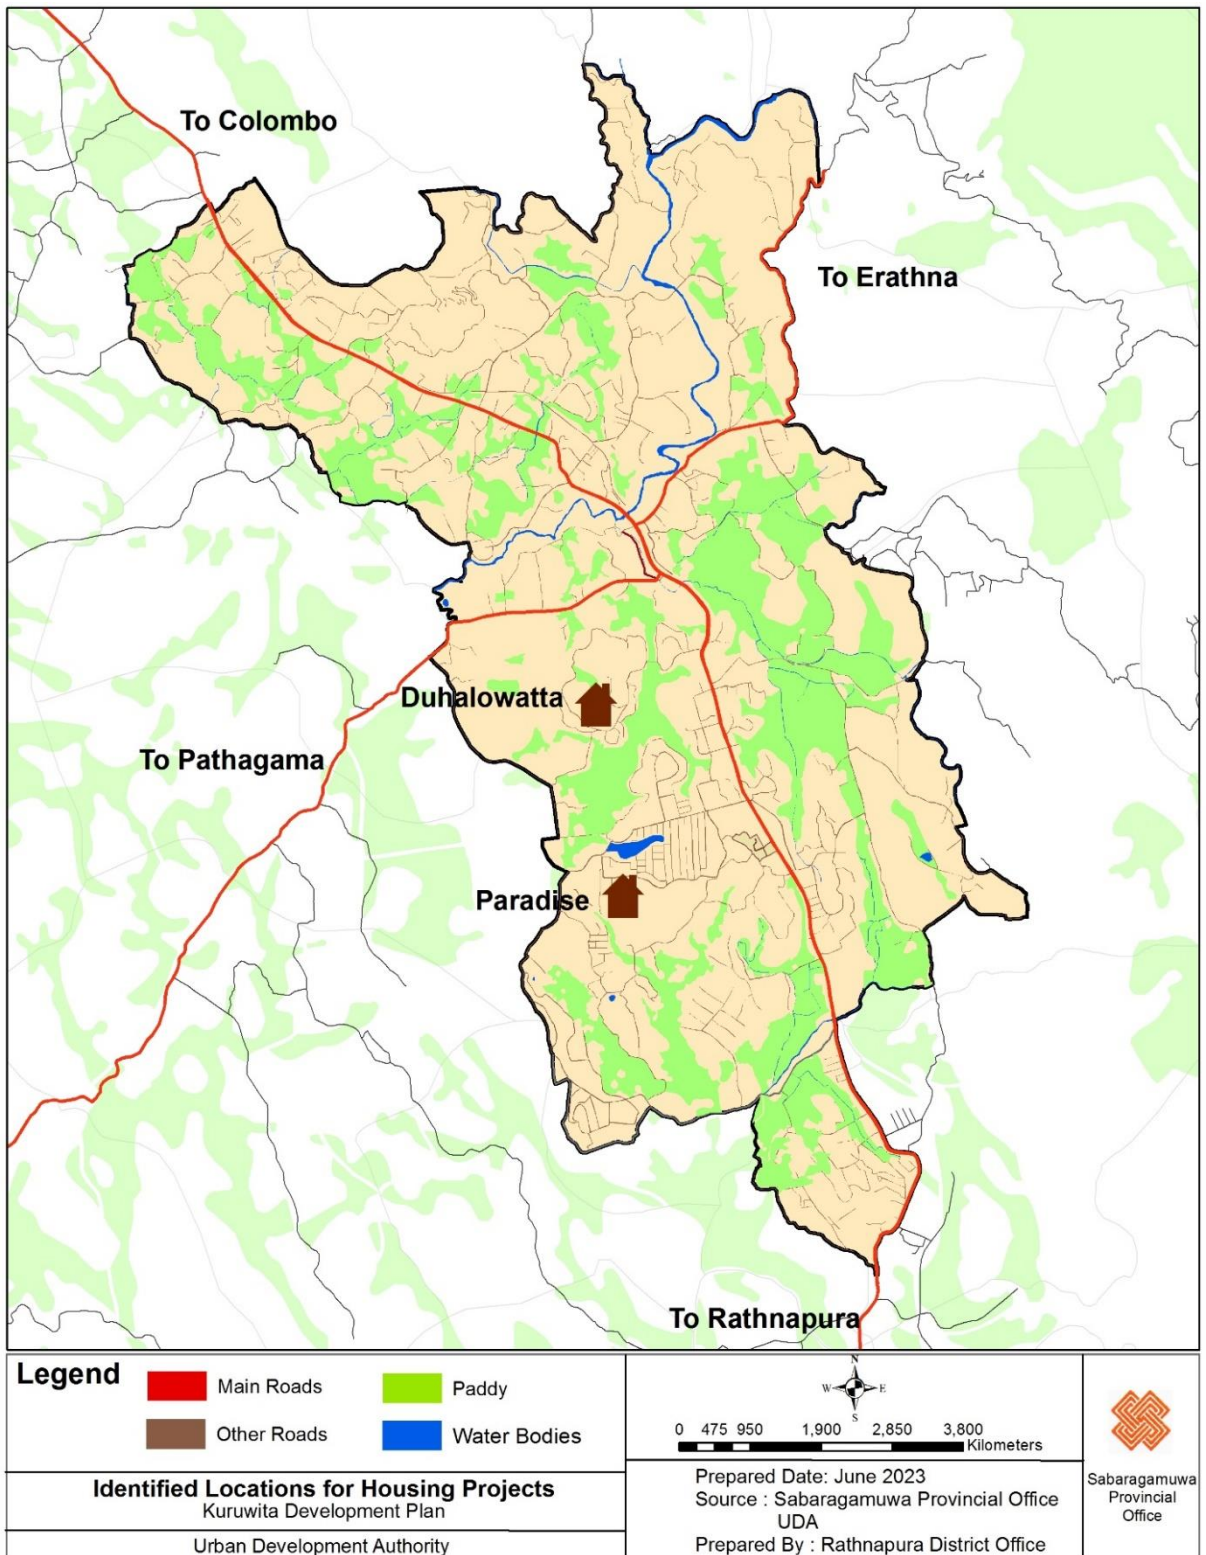 To Colombo
To Erathna
Duhalowatta
To Pathagama
Paradise
To Rathnapura
Legend
Main Roads
Paddy
Other Roads
Water Bodies
Identified Locations for Housing Projects
Kuruwita Development Plan
Urban Development Authority
N
W E
S
0 475 950 1,900 2,850 3,800
Kilometers
Prepared Date: June 2023
Source : Sabaragamuwa Provincial Office
UDA
Prepared By : Rathnapura District Office
Sabaragamuwa
Provincial
Office